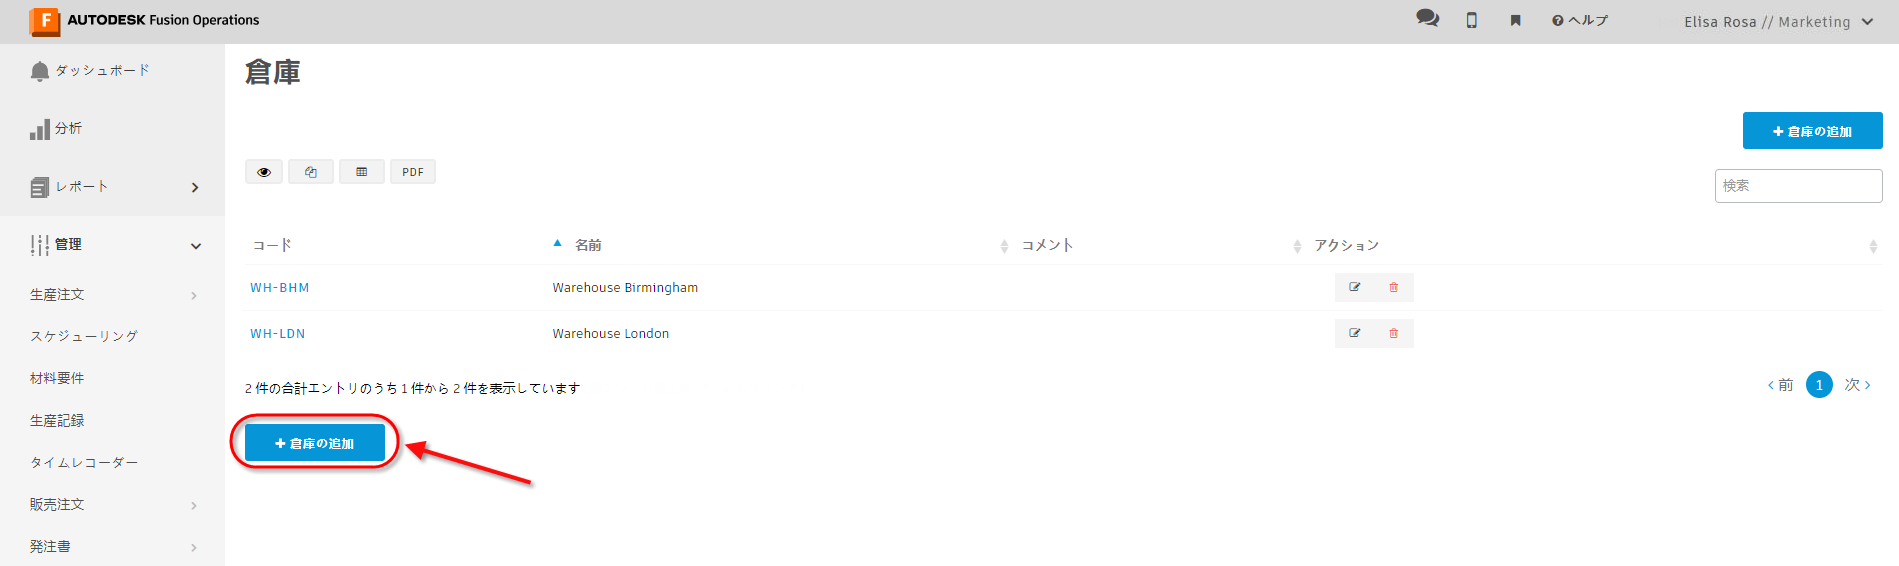 AUTODESK Fusion Operations
ヘルプ
Elisa Rosa // Marketing
ダッシュボード
分析
レポート
管理
生産注文
スケジューリング
材料要件
生産記録
タイムレコーダー
販売注文
発注書
倉庫
倉庫の追加
PDF
検索
コード 名前 コメント アクション
WH-BHM Warehouse Birmingham
WH-LDN Warehouse London
2 件の合計エントリのうち 1 件から 2 件を表示しています
前 1 次
倉庫の追加